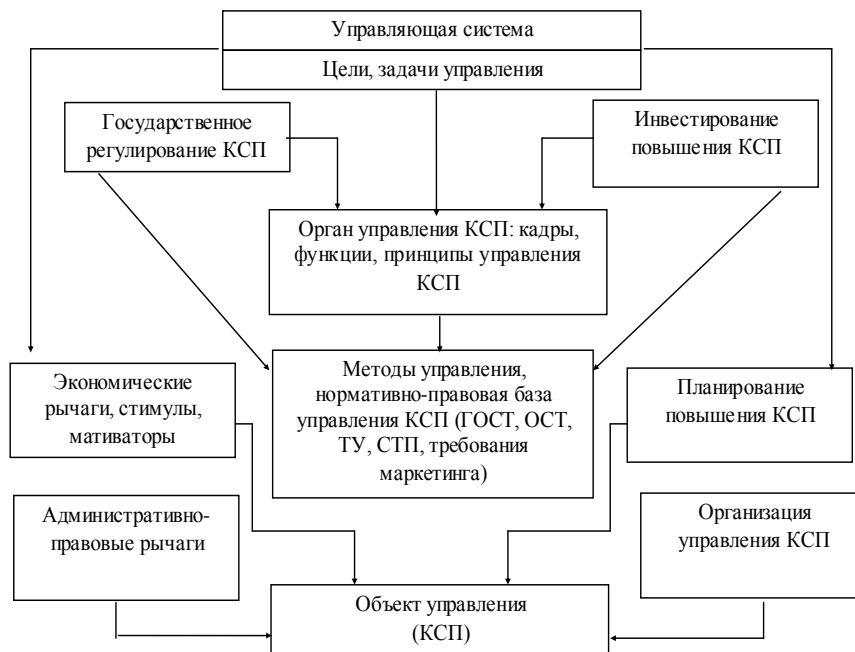 Управляющая система
Цели, задачи управления
Государственное
регулирование КСП
Инвестирование
повышения КСП
Орган управления КСП: кадры,
функции, принципы управления
КСП
Экономические
рычаги, стимулы,
мативаторы
Методы управления,
нормативно-правовая база
управления КСП (ГОСТ, ОСТ,
ТУ, СТП, требования
маркетинга)
Планирование
повышения КСП
Административно-
правовые рычаги
Организация
управления КСП
Объект управления
(КСП)